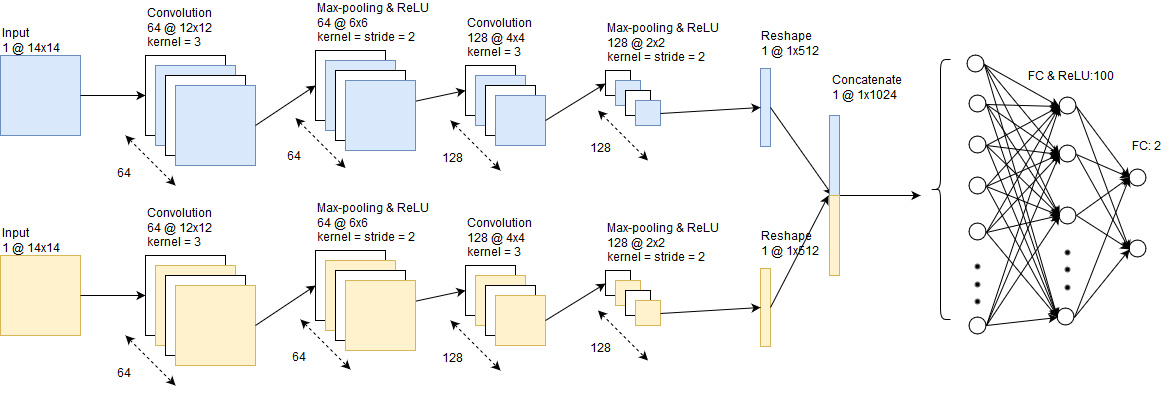 Input
1 @ 14x14
Convolution
64 @ 12x12
kernel = 3
64
Max-pooling & ReLU
64 @ 6x6
kernel = stride = 2
64
Convolution
128 @ 4x4
kernel = 3
128
Max-pooling & ReLU
128 @ 2x2
kernel = stride = 2
128
Reshape
1 @ 1x512
Concatenate
1 @ 1x1024
FC & ReLU:100
FC: 2
Input
1 @ 14x14
Convolution
64 @ 12x12
kernel = 3
64
Max-pooling & ReLU
64 @ 6x6
kernel = stride = 2
64
Convolution
128 @ 4x4
kernel = 3
128
Max-pooling & ReLU
128 @ 2x2
kernel = stride = 2
128
Reshape
1 @ 1x512